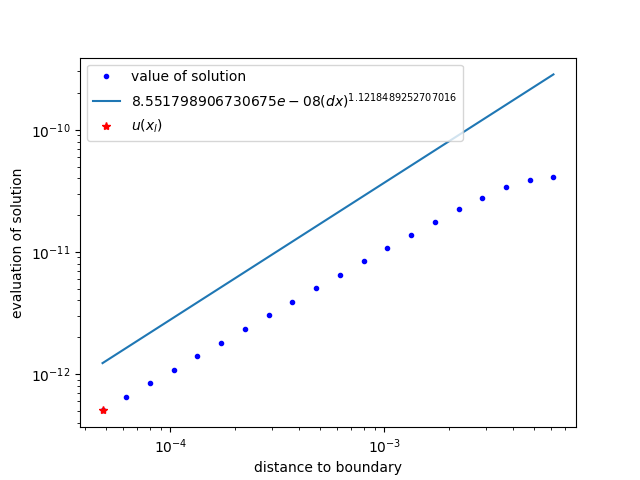 value of solution
8.551798906730675e − 08(dx)^1.1218489252707016
u(x_l)
evaluation of solution
10^−10
10^−11
10^−12
10^−4
10^−3
distance to boundary